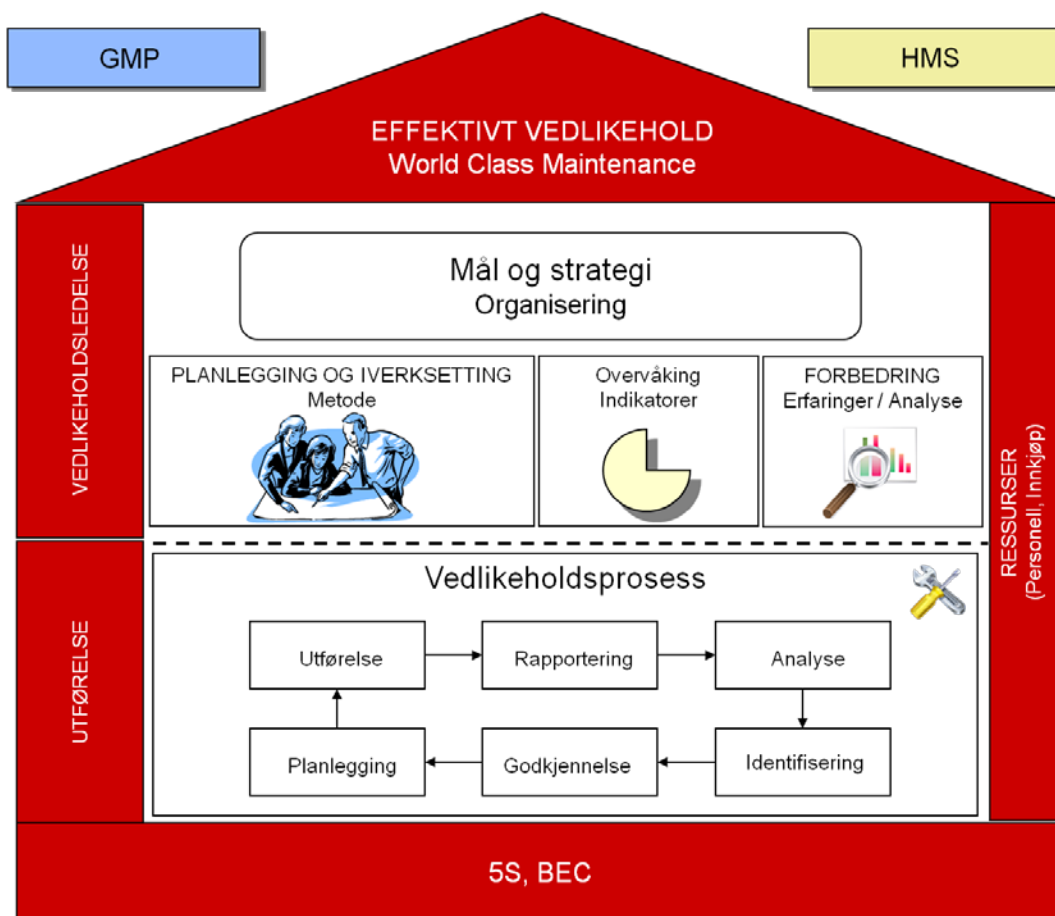 GMP
HMS
EFFEKTIVT VEDLIKEHOLD
World Class Maintenance
VEDLIKEHOLDSLEDELSE
Mål og strategi
Organisering
PLANLEGGING OG IVERKSETTING
Metode
Overvåking
Indikatorer
FORBEDRING
Erfaringer / Analyse
RESSURSER
(Personell, Innkjøp)
UTFØRELSE
Vedlikeholdsprosess
Utførelse
Rapportering
Analyse
Planlegging
Godkjennelse
Identifisering
5S, BEC